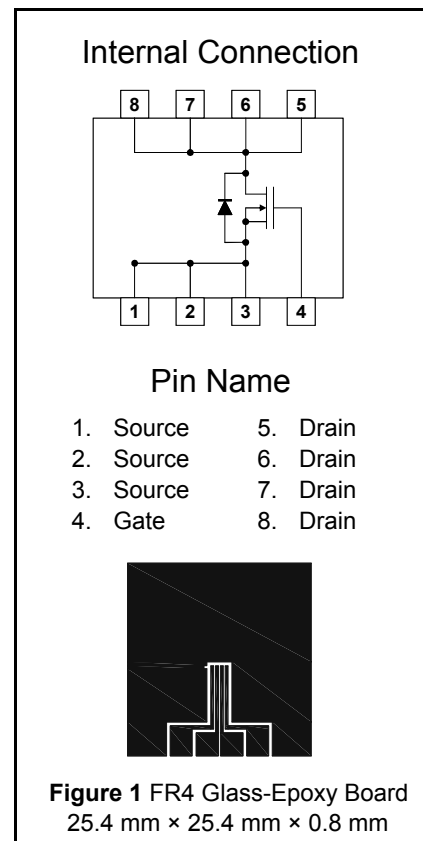 Internal Connection
8 7 6 5
1 2 3 4
Pin Name
1. Source 5. Drain
2. Source 6. Drain
3. Source 7. Drain
4. Gate 8. Drain
Figure 1 FR4 Glass-Epoxy Board
25.4 mm × 25.4 mm × 0.8 mm